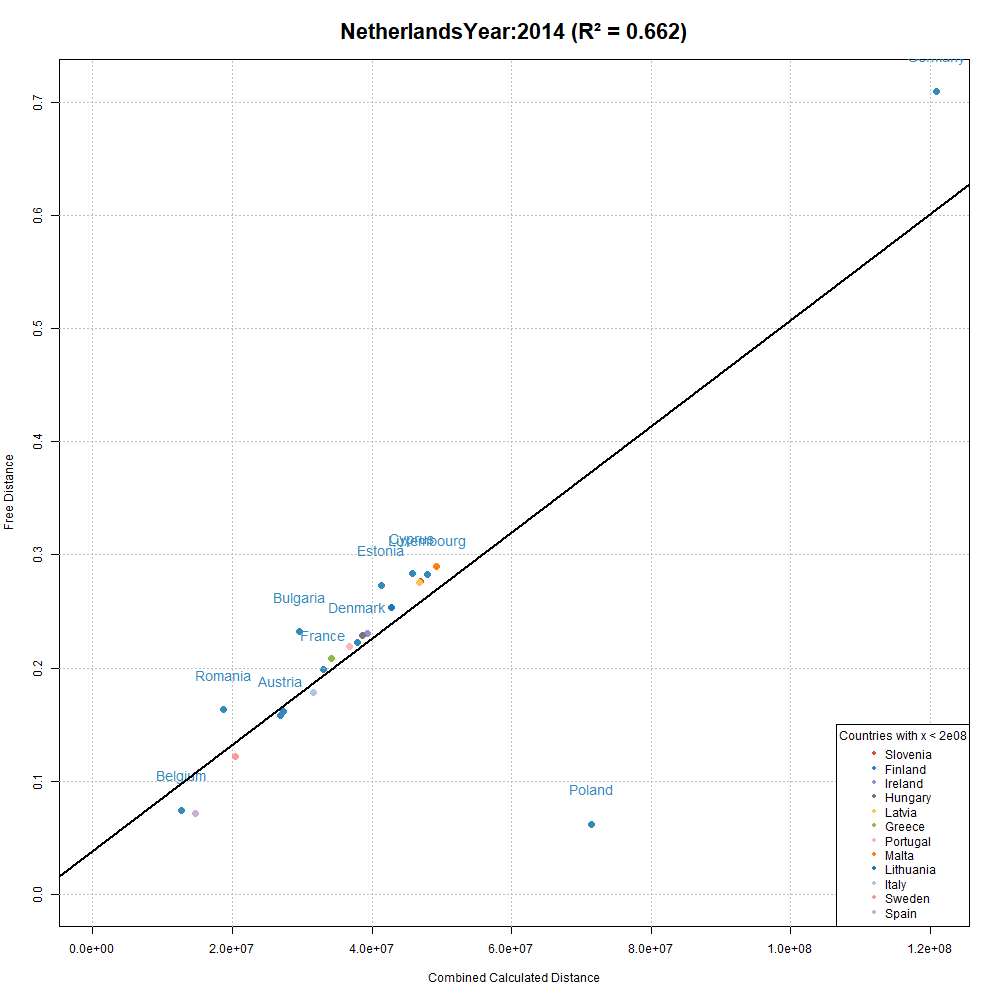 NetherlandsYear:2014 (R² = 0.662)
Germany
0.7
0.6
0.5
0.4
0.3
0.2
0.1
0.0
Free Distance
Cyprus
Luxembourg
Estonia
Bulgaria
Denmark
France
Romania
Austria
Belgium
Poland
Countries with x < 2e08
Slovenia
Finland
Ireland
Hungary
Latvia
Greece
Portugal
Malta
Lithuania
Italy
Sweden
Spain
0.0e+00 2.0e+07 4.0e+07 6.0e+07 8.0e+07 1.0e+08 1.2e+08
Combined Calculated Distance